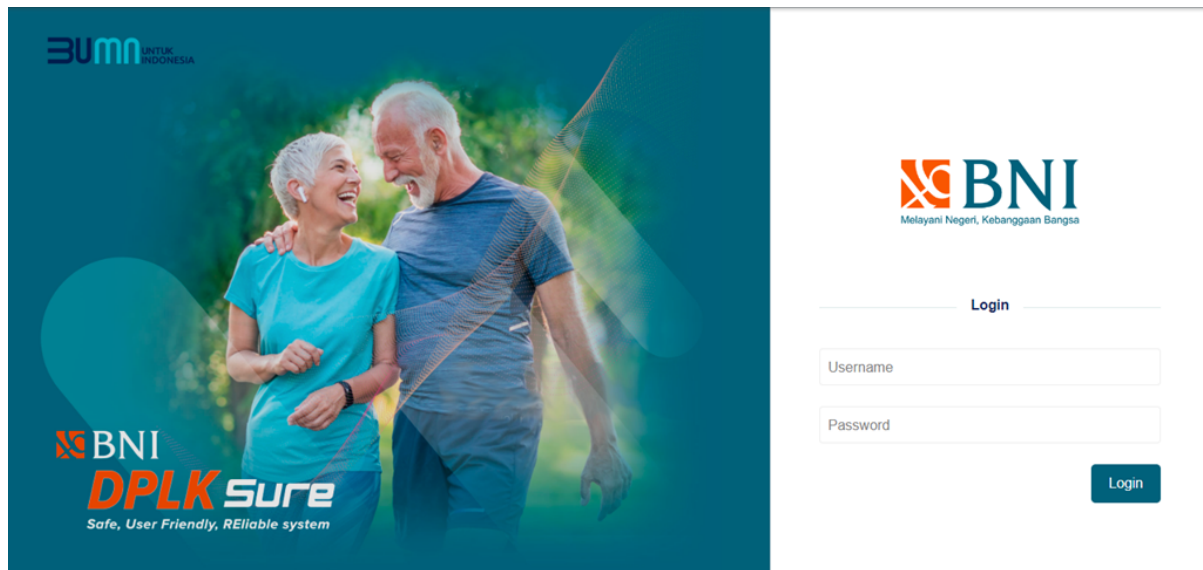 BUMN UNTUK
INDONESIA
BNI
DPLK Sure
Safe, User Friendly, REliable system
BNI
Melayani Negeri, Kebanggaan Bangsa
Login
Username
Password
Login